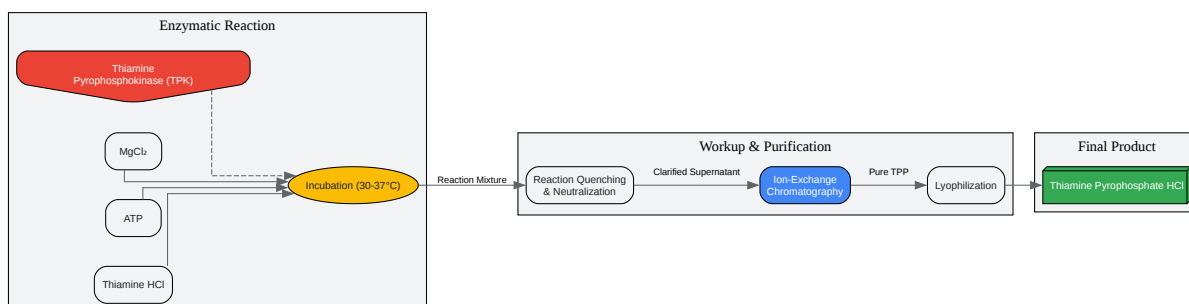 Enzymatic Reaction
Thiamine
Pyrophosphokinase (TPK)
MgCl₂
ATP
Thiamine HCl
Incubation (30-37°C)
Reaction Mixture
Workup & Purification
Reaction Quenching
& Neutralization
Clarified Supernatant
Ion-Exchange
Chromatography
Pure TPP
Lyophilization
Final Product
Thiamine Pyrophosphate HCl